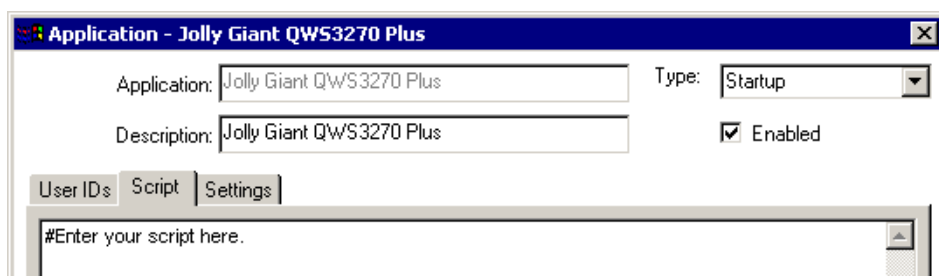 Application - Jolly Giant QWS3270 Plus
Application: Jolly Giant QWS3270 Plus Type: Startup
Description: Jolly Giant QWS3270 Plus Enabled
User IDs Script Settings
#Enter your script here.